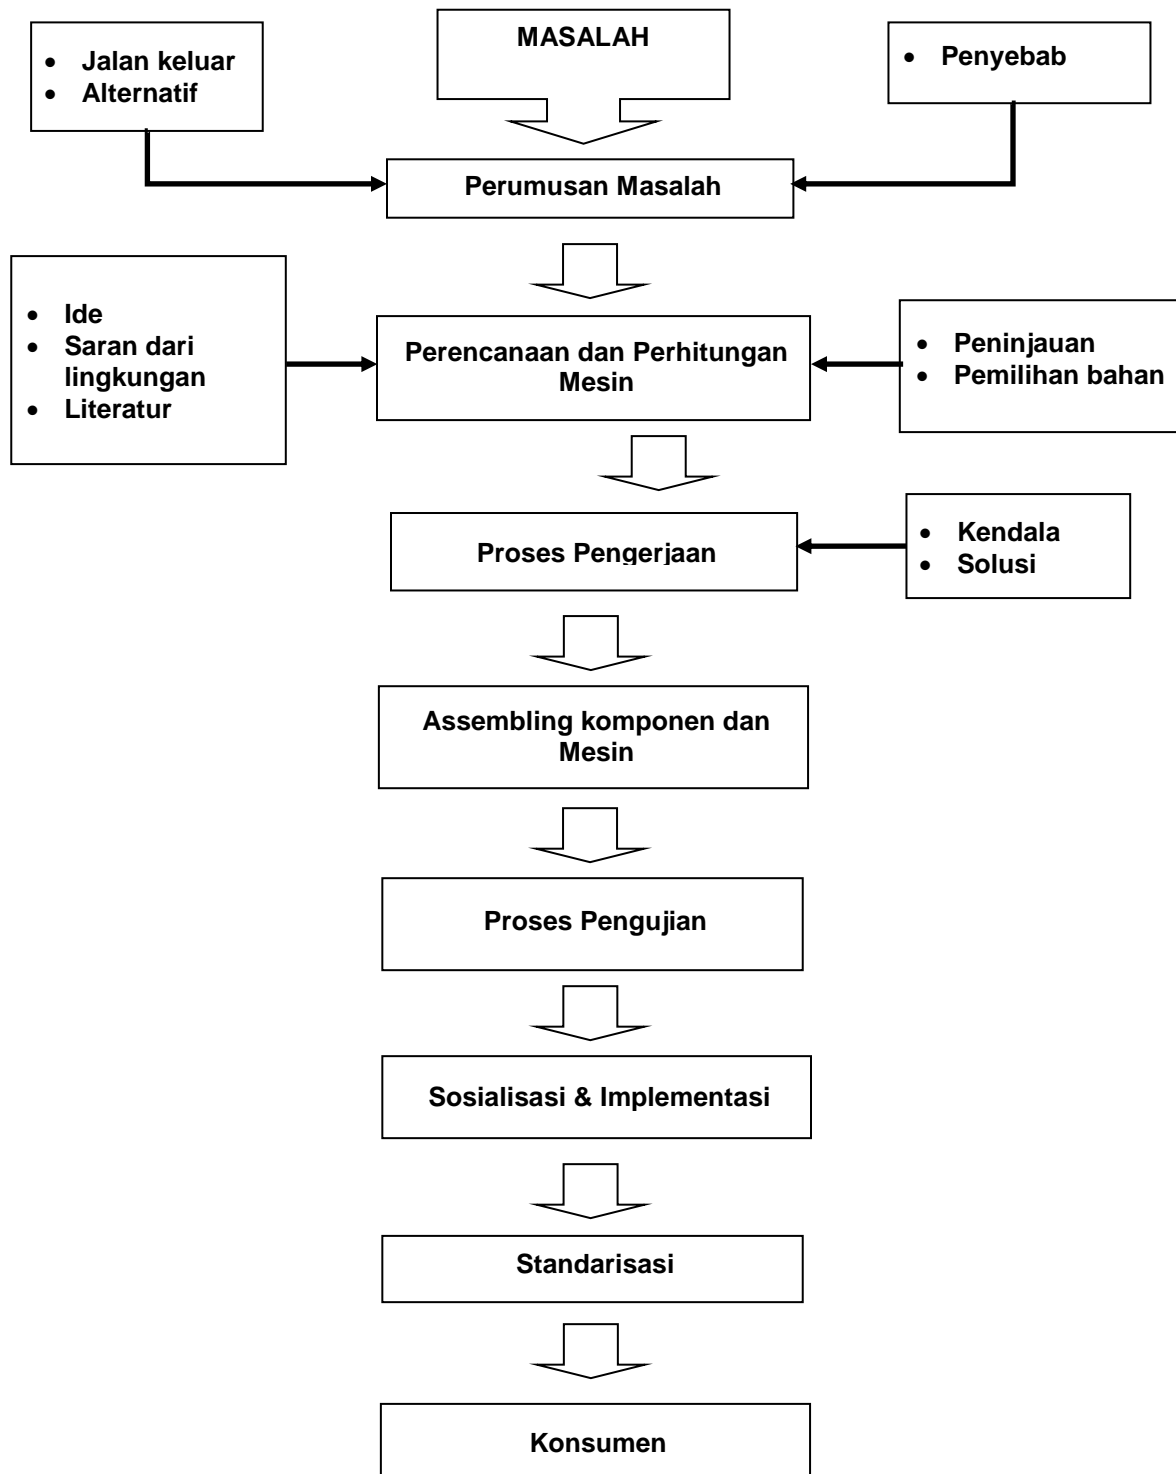 MASALAH
• Jalan keluar
• Alternatif
• Penyebab
Perumusan Masalah
• Ide
• Saran dari
lingkungan
• Literatur
Perencanaan dan Perhitungan
Mesin
• Peninjauan
• Pemilihan bahan
Proses Pengerjaan
• Kendala
• Solusi
Assembling komponen dan
Mesin
Proses Pengujian
Sosialisasi & Implementasi
Standarisasi
Konsumen